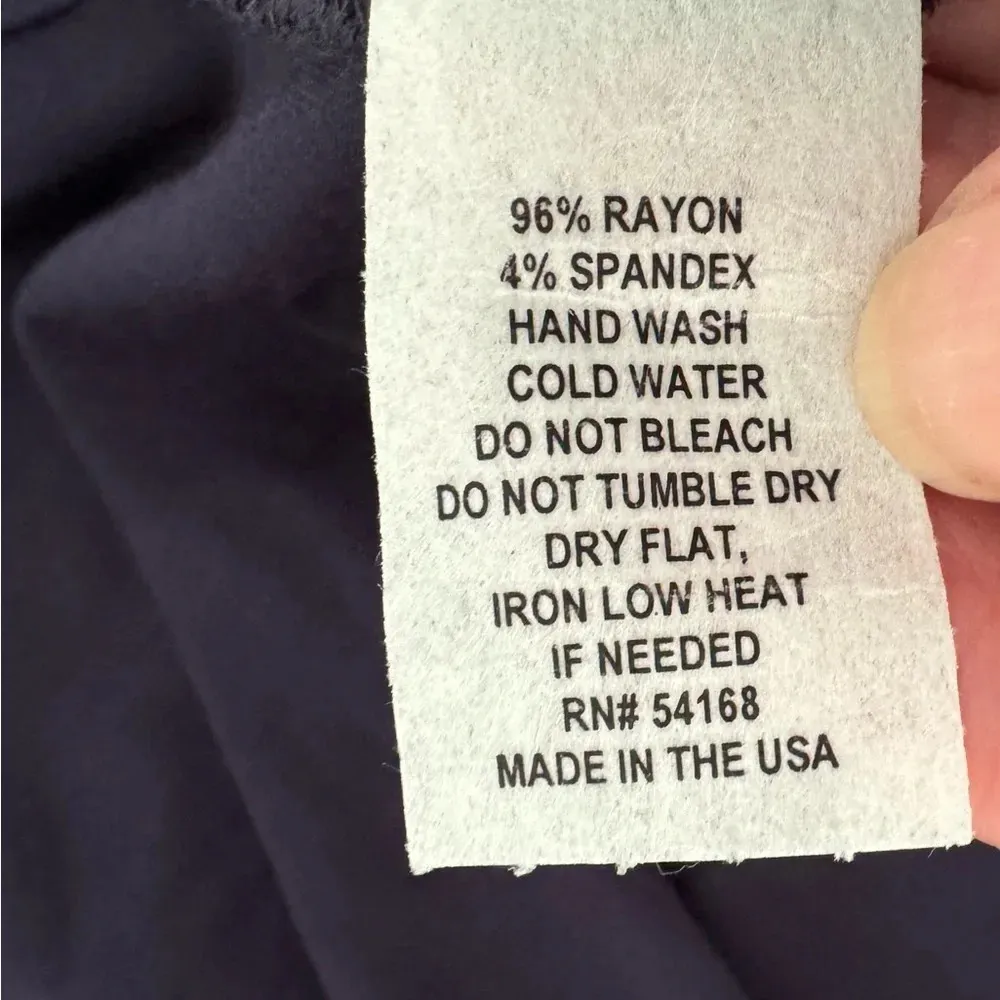 96% RAYON
4% SPANDEX
HAND WASH
COLD WATER
DO NOT BLEACH
DO NOT TUMBLE DRY
DRY FLAT,
IRON LOW HEAT
IF NEEDED
RN# 54168
MADE IN THE USA